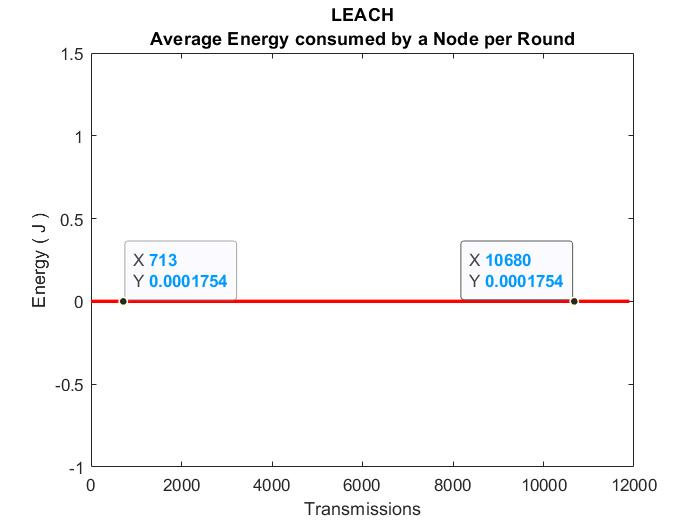 LEACH
Average Energy consumed by a Node per Round
1.5
1
0.5
0
-0.5
-1
Energy ( J )
X 713
Y 0.0001754
X 10680
Y 0.0001754
0 2000 4000 6000 8000 10000 12000
Transmissions